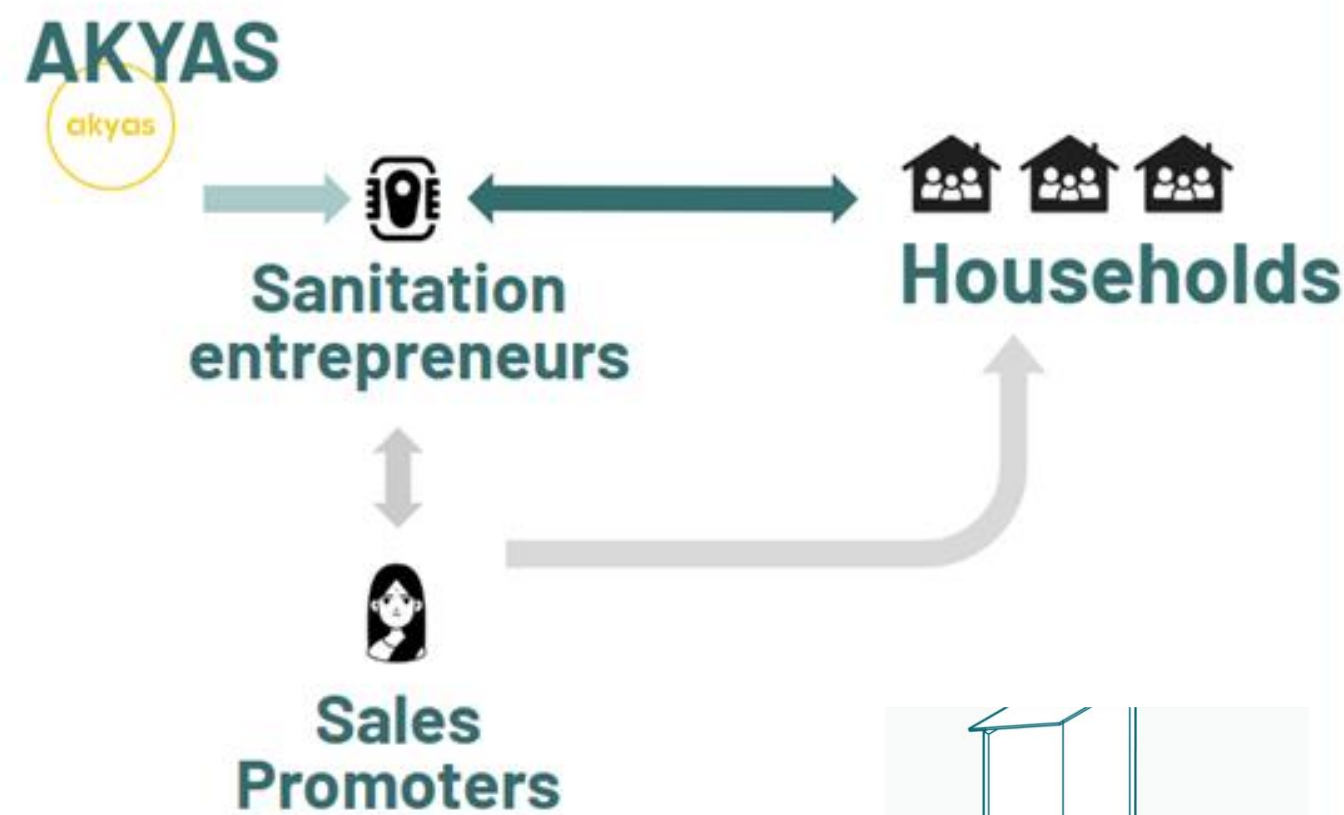 AKYAS
akyas
Sanitation
entrepreneurs
Households
Sales
Promoters